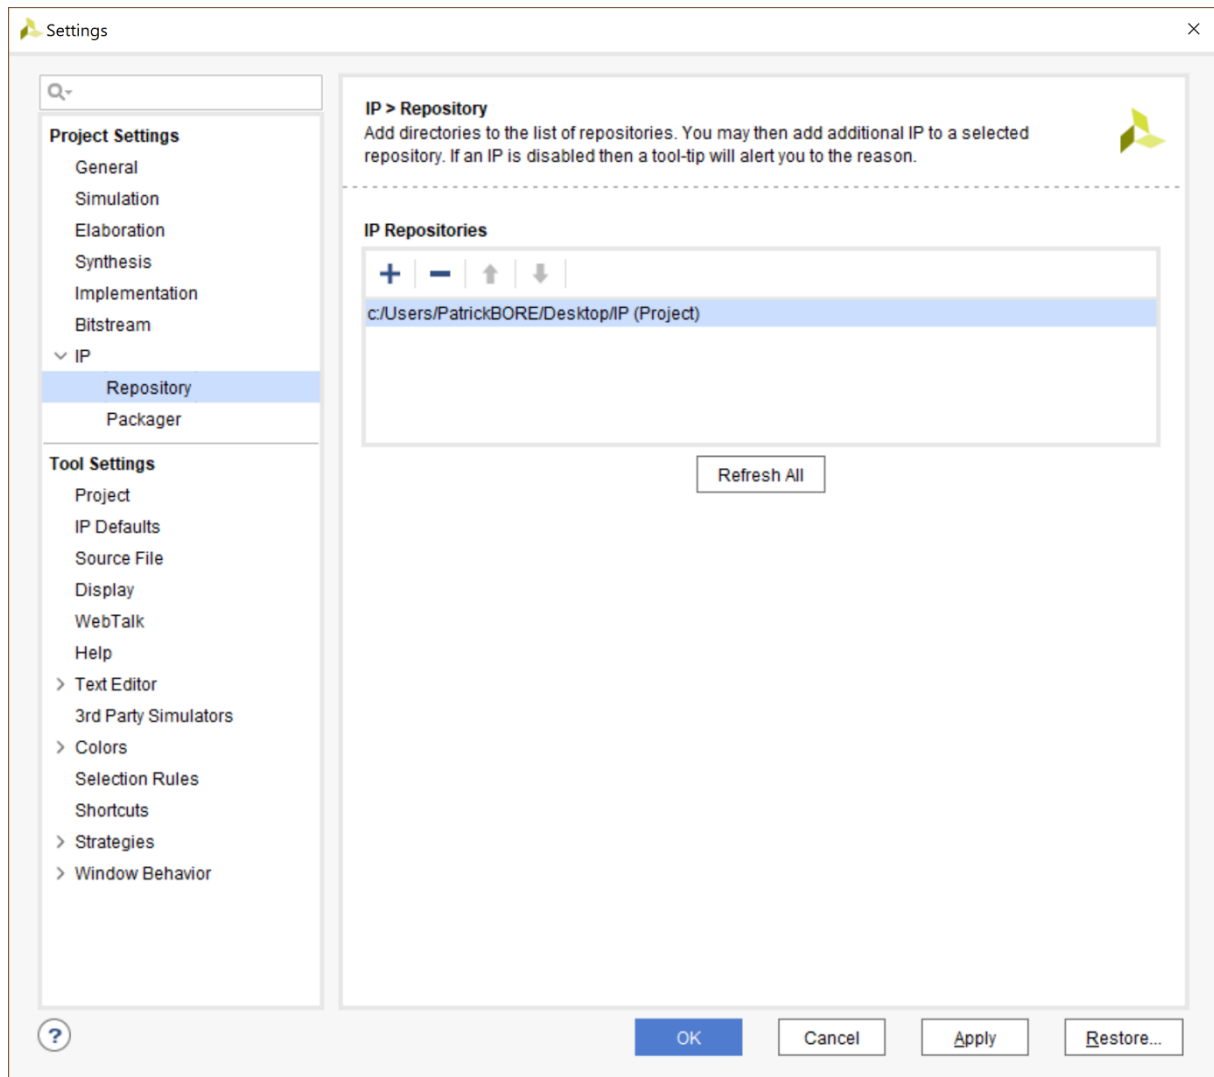 Settings
Project Settings
General
Simulation
Elaboration
Synthesis
Implementation
Bitstream
IP
Repository
Packager
Tool Settings
Project
IP Defaults
Source File
Display
WebTalk
Help
Text Editor
3rd Party Simulators
Colors
Selection Rules
Shortcuts
Strategies
Window Behavior
IP > Repository
Add directories to the list of repositories. You may then add additional IP to a selected
repository. If an IP is disabled then a tool-tip will alert you to the reason.
IP Repositories
c:/Users/PatrickBORE/Desktop/IP (Project)
Refresh All
?
OK
Cancel
Apply
Restore...